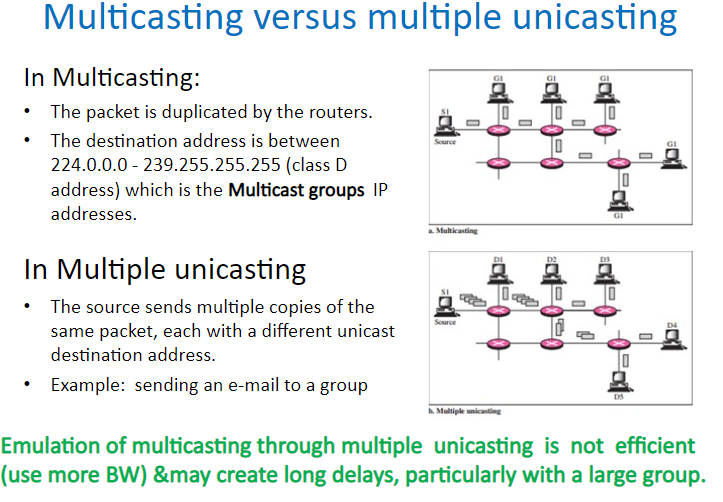 Multicasting versus multiple unicasting
In Multicasting:
• The packet is duplicated by the routers.
• The destination address is between
224.0.0.0 - 239.255.255.255 (class D
address) which is the Multicast groups IP
addresses.
G1 G1 G1
S1
Source
G1
G1
a. Multicasting
In Multiple unicasting
• The source sends multiple copies of the
same packet, each with a different unicast
destination address.
• Example: sending an e-mail to a group
D1 D2 D3
S1
Source
D4
D5
b. Multiple unicasting
Emulation of multicasting through multiple unicasting is not efficient
(use more BW) &may create long delays, particularly with a large group.